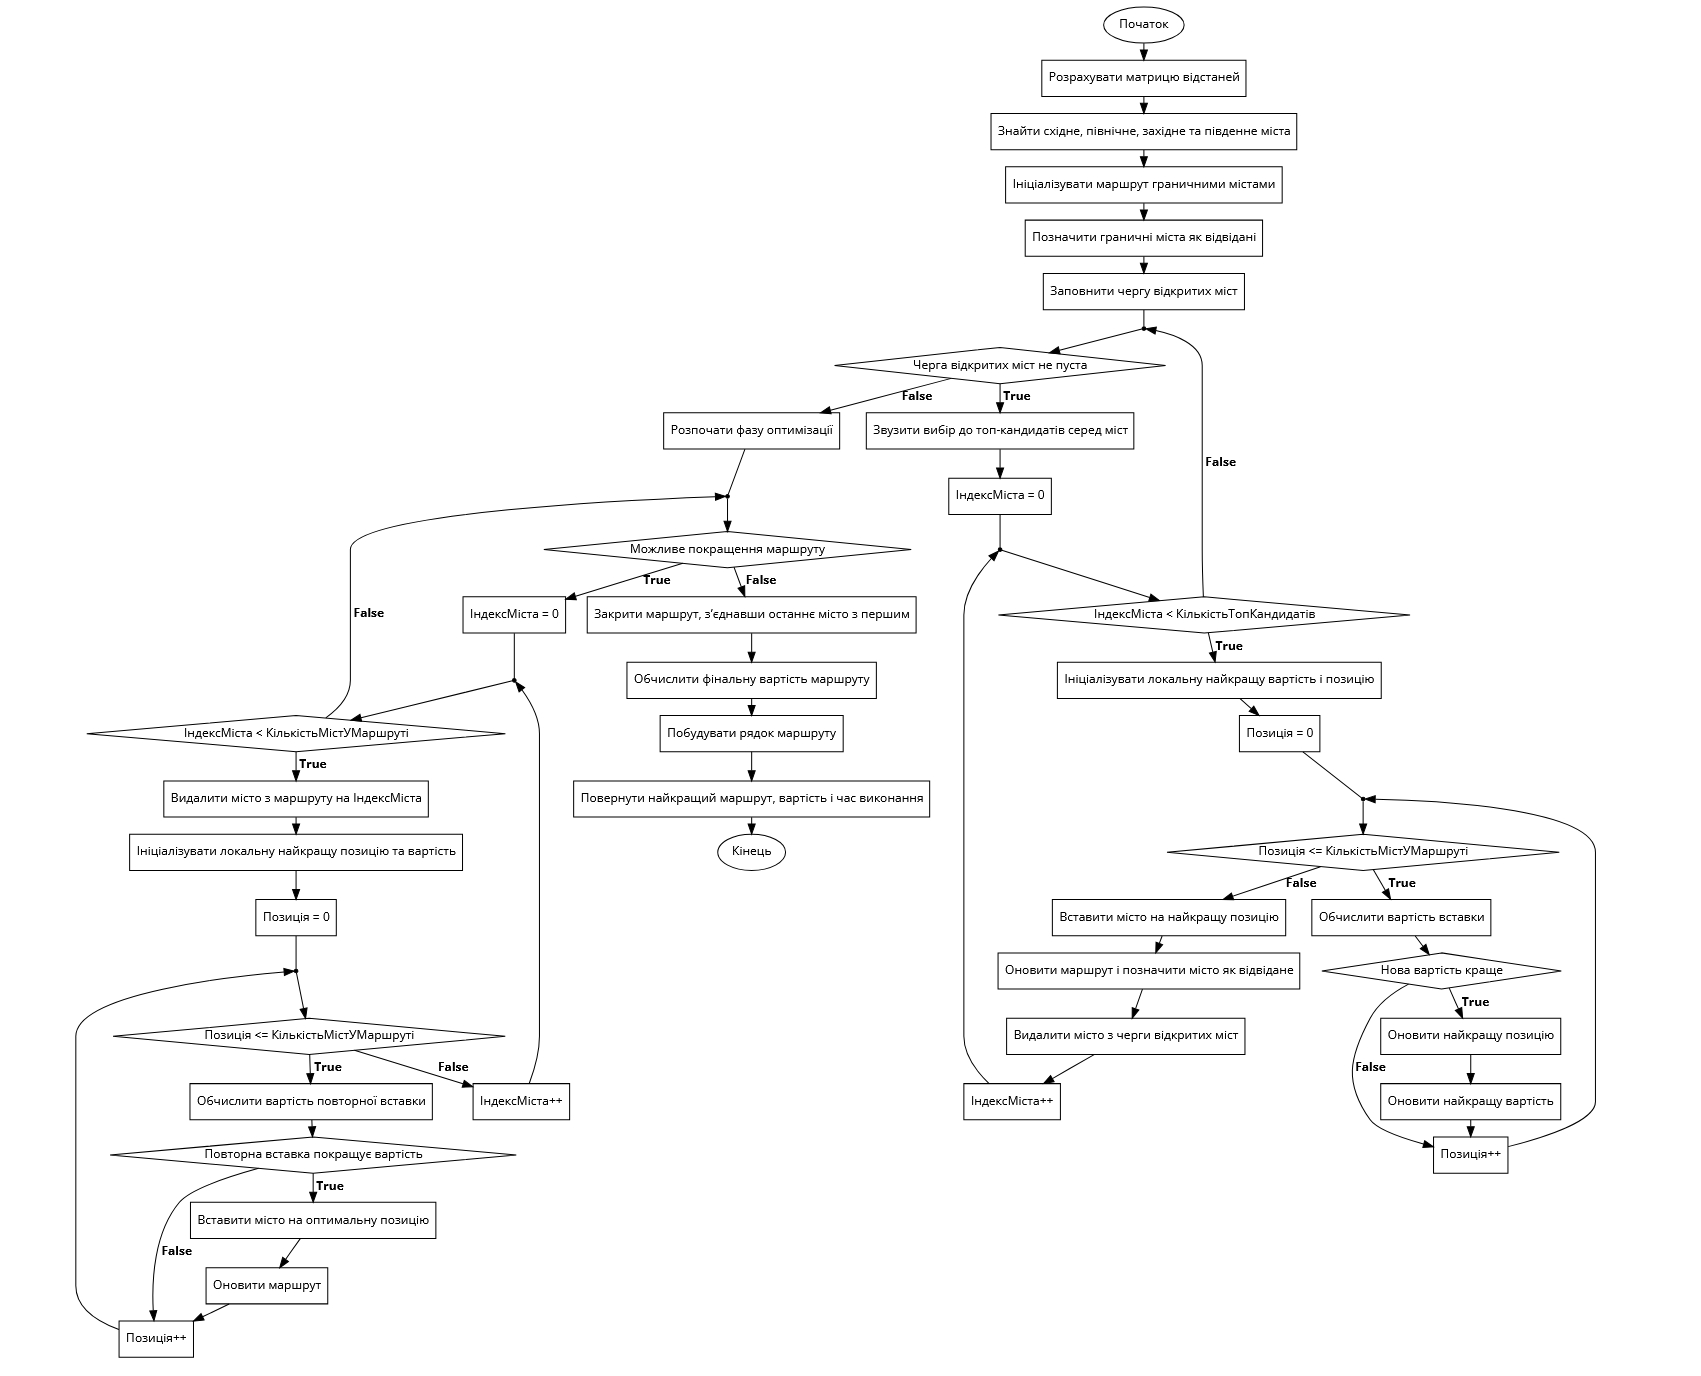 Початок
Розрахувати матрицю відстаней
Знайти східне, північне, західне та південне міста
Ініціалізувати маршрут граничними містами
Позначити граничні міста як відвідані
Заповнити чергу відкритих міст
Черга відкритих міст не пуста
False
True
Розпочати фазу оптимізації
Звузити вибір до топ-кандидатів серед міст
False
ІндексМіста = 0
Можливе покращення маршруту
True
False
False
ІндексМіста = 0
Закрити маршрут, з’єднавши останнє місто з першим
ІндексМіста < КількістьТопКандидатів
True
Обчислити фінальну вартість маршруту
Ініціалізувати локальну найкращу вартість і позицію
ІндексМіста < КількістьМістУМаршруті
Побудувати рядок маршруту
Позиція = 0
True
Видалити місто з маршруту на ІндексМіста
Повернути найкращий маршрут, вартість і час виконання
Ініціалізувати локальну найкращу позицію та вартість
Кінець
Позиція <= КількістьМістУМаршруті
False
True
Позиція = 0
Вставити місто на найкращу позицію
Обчислити вартість вставки
Оновити маршрут і позначити місто як відвідане
Нова вартість краще
True
Позиція <= КількістьМістУМаршруті
Видалити місто з черги відкритих міст
Оновити найкращу позицію
True
False
False
Обчислити вартість повторної вставки
ІндексМіста++
ІндексМіста++
Оновити найкращу вартість
Повторна вставка покращує вартість
Позиція++
True
Вставити місто на оптимальну позицію
False
Оновити маршрут
Позиція++